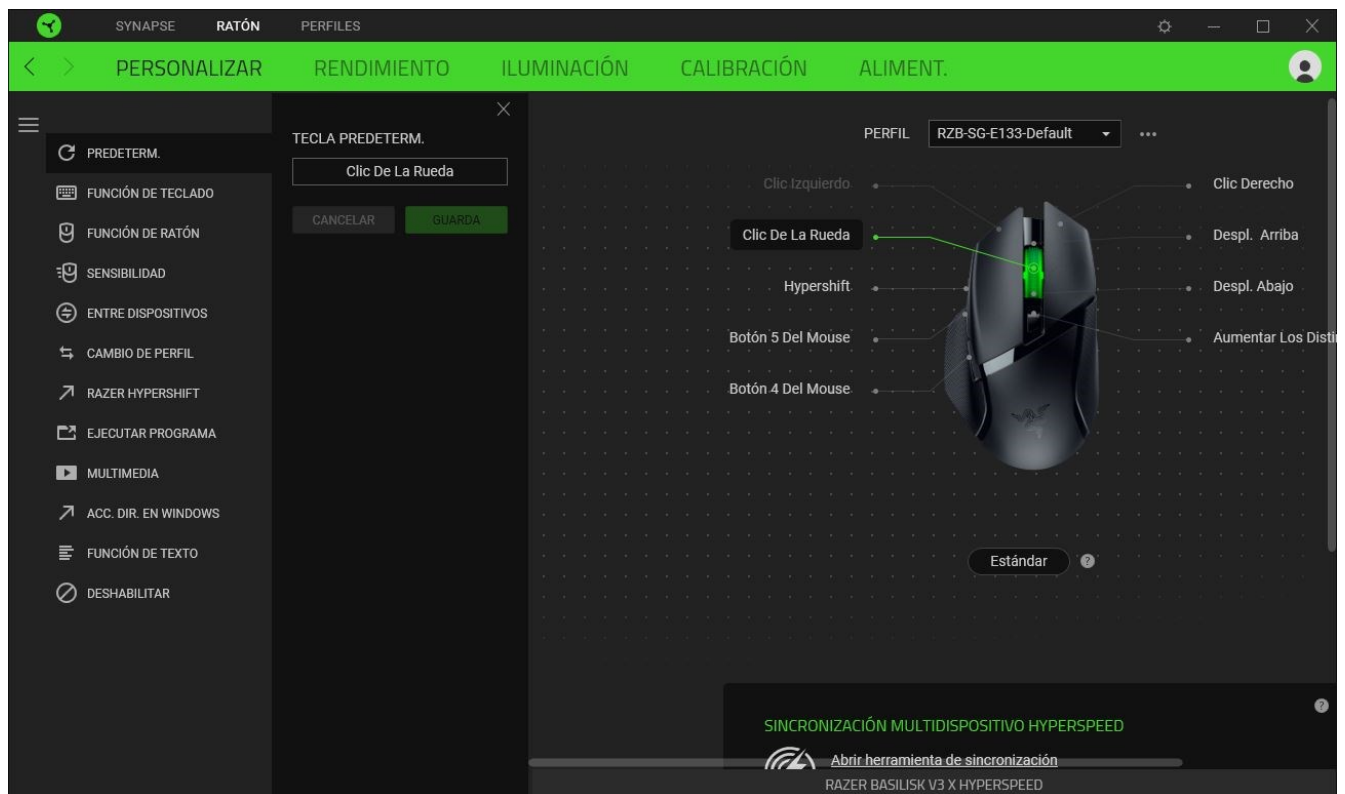 SYNAPSE RATÓN PERFILES
PERSONALIZAR RENDIMIENTO ILUMINACIÓN CALIBRACIÓN ALIMENT.
PREDETERM.
FUNCIÓN DE TECLADO
FUNCIÓN DE RATÓN
SENSIBILIDAD
ENTRE DISPOSITIVOS
CAMBIO DE PERFIL
RAZER HYPERSHIFT
EJECUTAR PROGRAMA
MULTIMEDIA
ACC. DIR. EN WINDOWS
FUNCIÓN DE TEXTO
DESHABILITAR
TECLA PREDETERM.
Clic De La Rueda
CANCELAR GUARDA
PERFIL RZB-SG-E133-Default
Clic Izquierdo
Clic De La Rueda
Hypershift
Botón 5 Del Mouse
Botón 4 Del Mouse
Clic Derecho
Despl. Arriba
Despl. Abajo
Aumentar Los Distin
Estándar ?
?
SINCRONIZACIÓN MULTIDISPOSITIVO HYPERSPEED
Abrir herramienta de sincronización
RAZER BASILISK V3 X HYPERSPEED